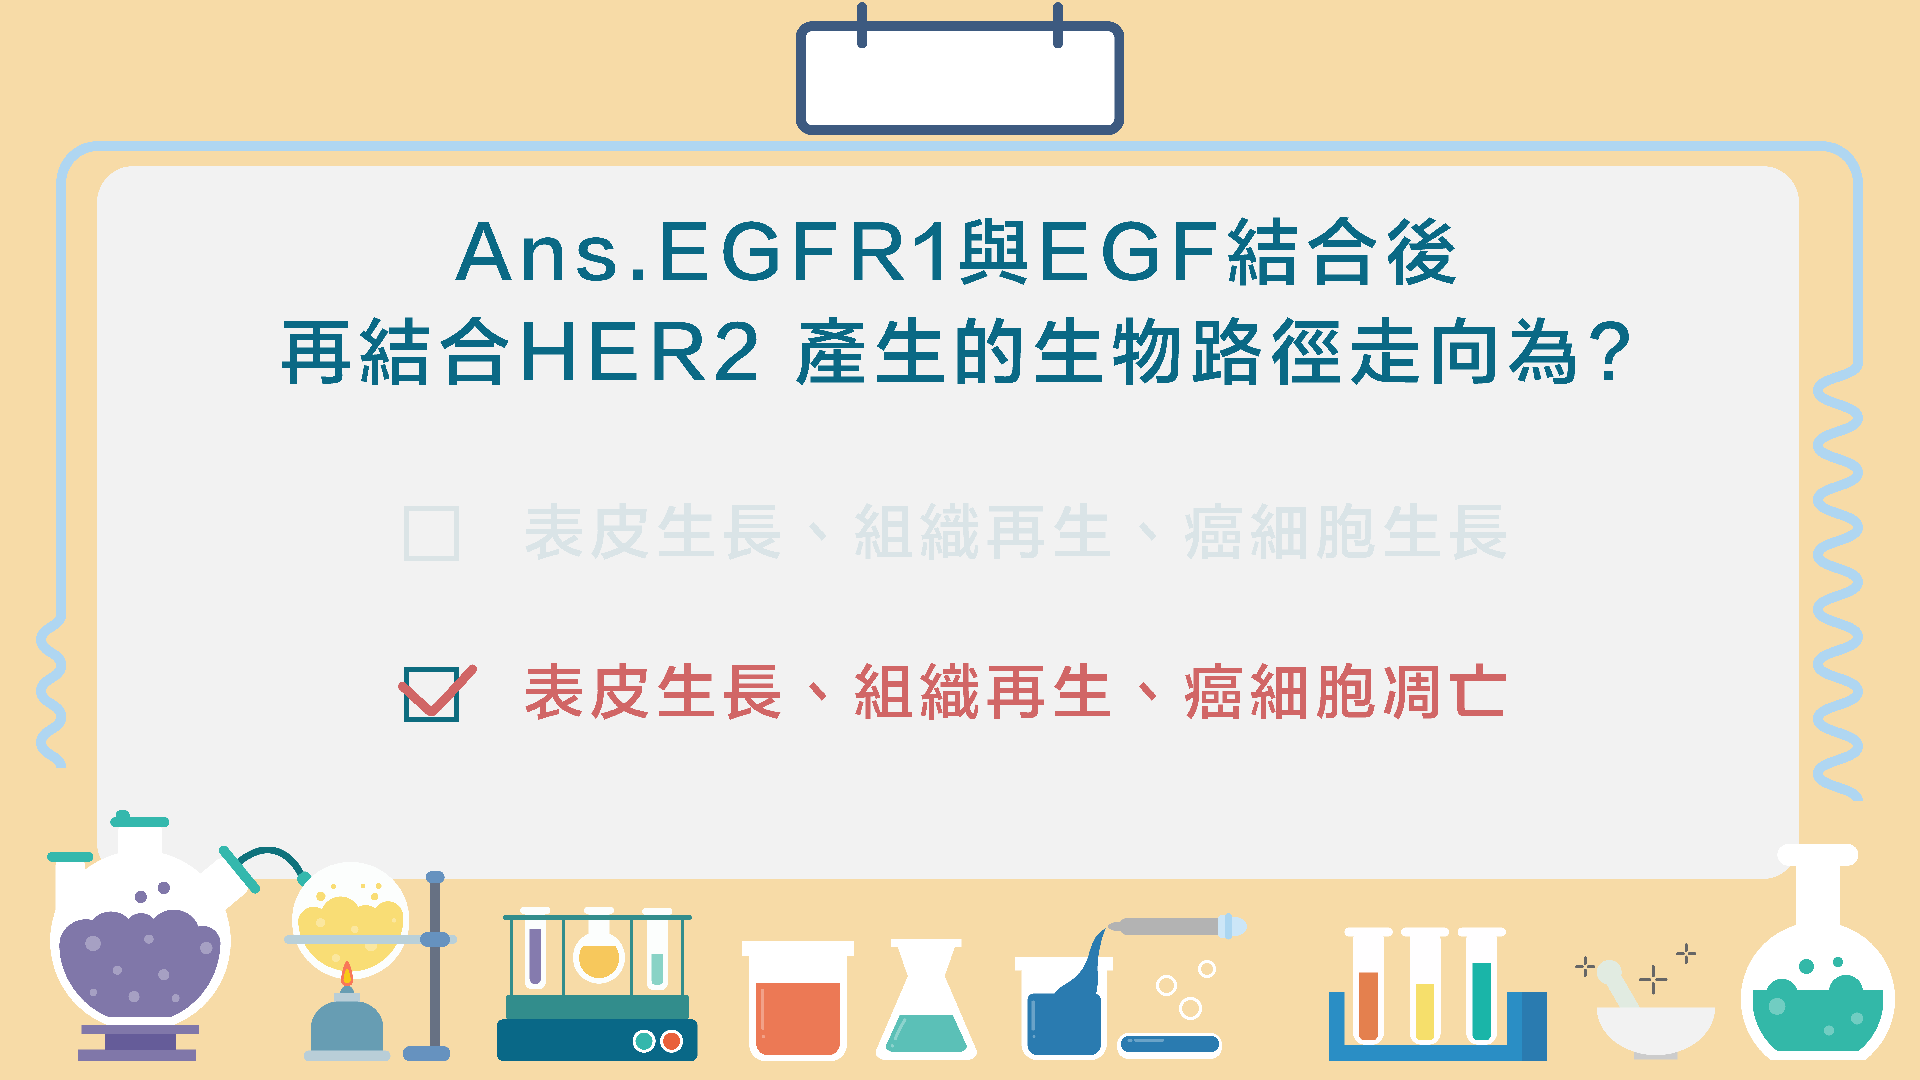 Ans.EGFR1與EGF結合後
再結合HER2 產生的生物路徑走向為?
表皮生長、組織再生、癌細胞生長
表皮生長、組織再生、癌細胞凋亡